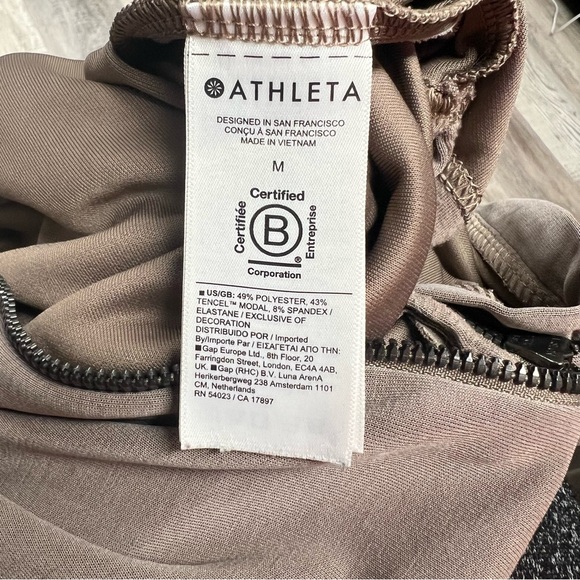 ATHLETA
DESIGNED IN SAN FRANCISCO
CONÇU À SAN FRANCISCO
MADE IN VIETNAM
M
Certified
Certifiée
B
®
Entreprise
Corporation
■ US/GB: 49% POLYESTER, 43%
TENCEL™ MODAL, 8% SPANDEX /
ELASTANE / EXCLUSIVE OF
DECORATION
DISTRIBUIDO POR / Imported
By/Importe Par / ΕΙΣΑΓΕΤΑΙ ΑΠΟ ΤΗΝ:
■ Gap Europe Ltd., 8th Floor, 20
Farringdon Street, London, EC4A 4AB,
UK. ■ Gap (RHC) B.V. Luna ArenA
Herikerbergweg 238 Amsterdam 1101
CM, Netherlands
RN 54023 / CA 17897